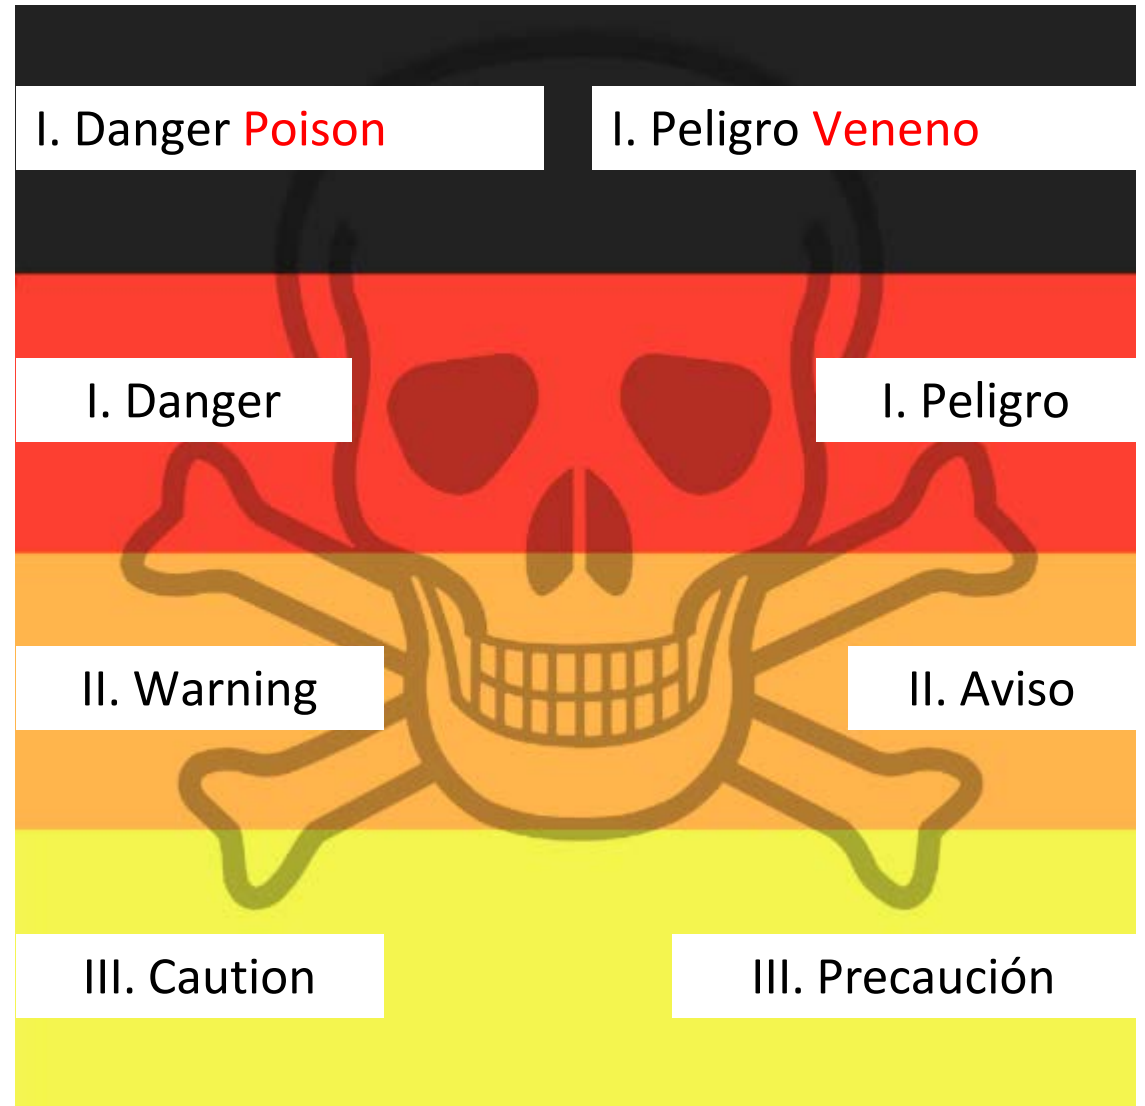 I. Danger Poison
I. Peligro Veneno
I. Danger
I. Peligro
II. Warning
II. Aviso
III. Caution
III. Precaución